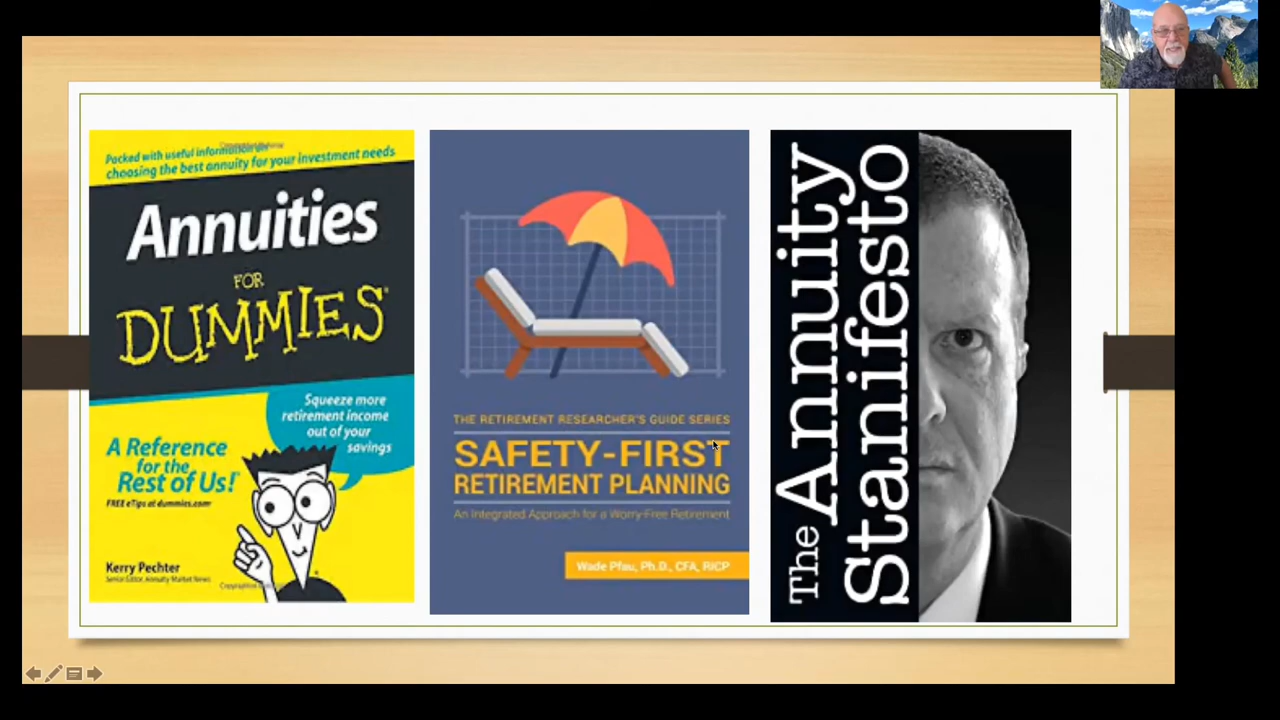 Packed with useful information on
choosing the best annuity for your investment needs
Annuities
FOR
DUMMIES®
Squeeze more
retirement income
out of your
savings
A Reference
for the
Rest of Us!®
FREE eTips at dummies.com®
Kerry Pechter
Senior Editor, Annuity Market News
THE RETIREMENT RESEARCHER'S GUIDE SERIES
SAFETY-FIRST
RETIREMENT PLANNING
An Integrated Approach for a Worry-Free Retirement
Wade Pfau, Ph.D., CFA, RICP
The Annuity
Stanifesto